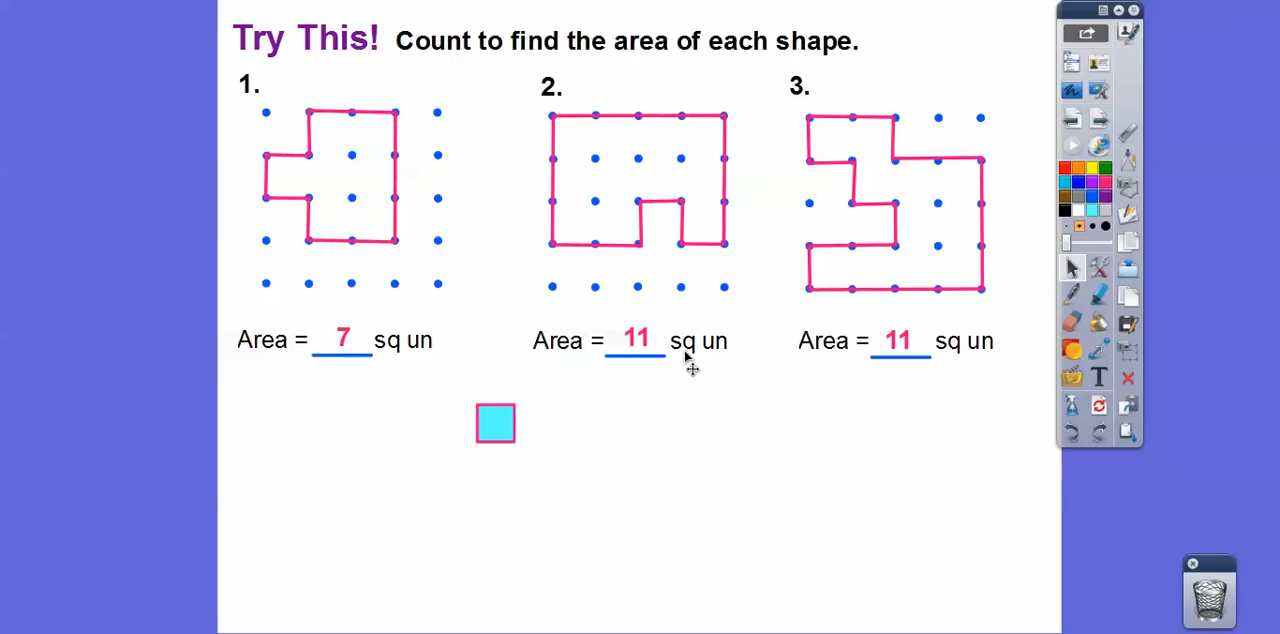 Try This! Count to find the area of each shape.
1. 2. 3.
Area = 7 sq un Area = 11 sq un Area = 11 sq un